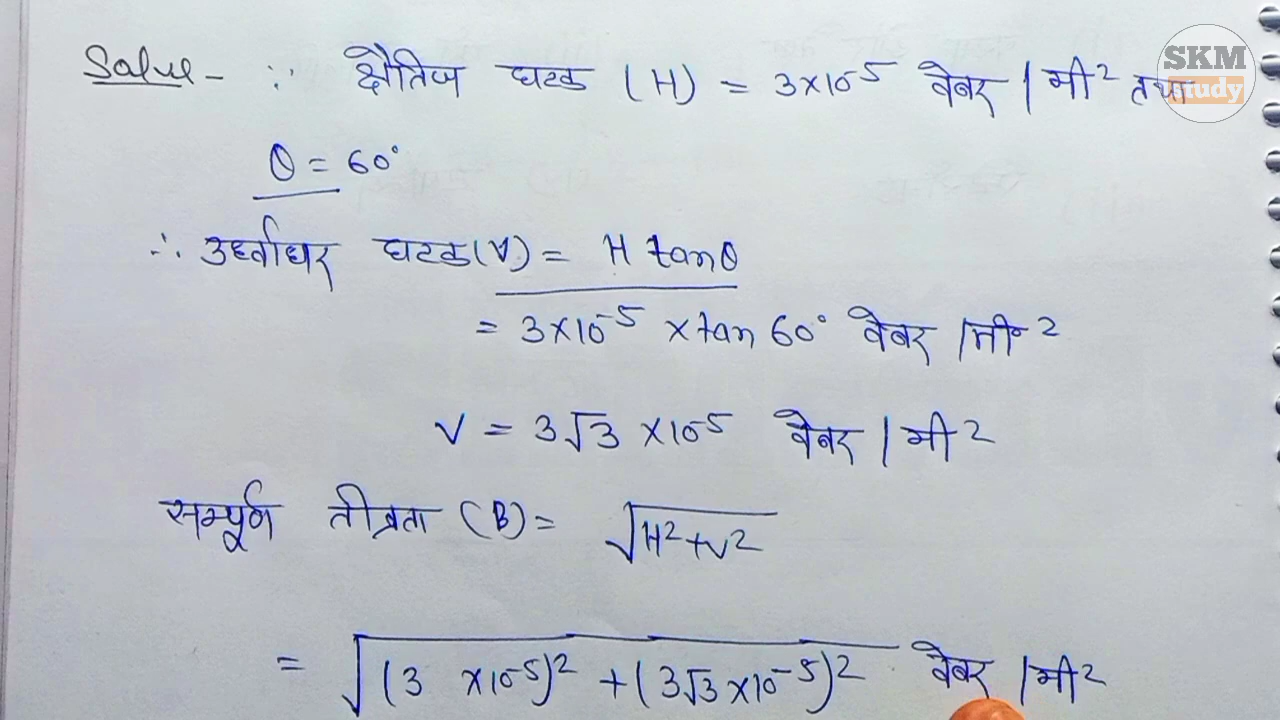 Solve - ∵ क्षैतिज घटक (H) = 3×10⁻⁵ वेबर / मी² तथा
SKM
Study
θ = 60°
∴ उर्ध्वाधर घटक (V) = H tanθ
= 3×10⁻⁵ × tan 60° वेबर / मी॰²
V = 3√3 × 10⁻⁵ वेबर / मी²
सम्पूर्ण तीव्रता (B) = √H²+V²
= √(3 ×10⁻⁵)² + (3√3×10⁻⁵)² वेबर / मी²